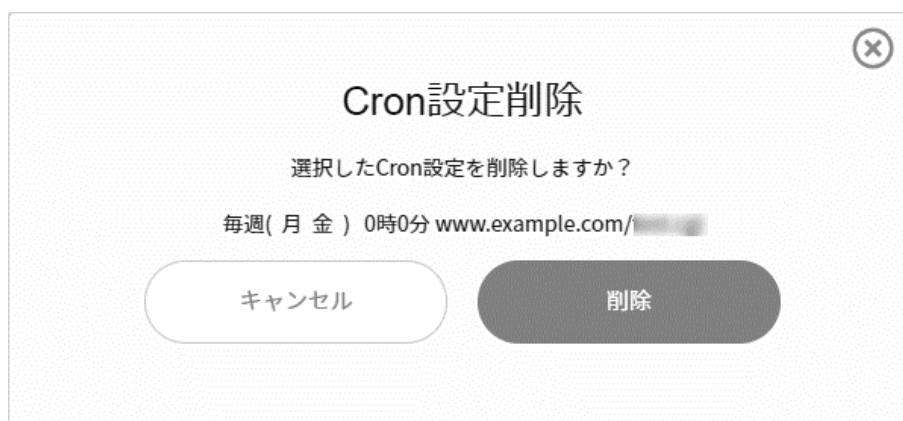 Cron設定削除
選択したCron設定を削除しますか？
毎週( 月 金 ) 0時0分 www.example.com/
キャンセル
削除